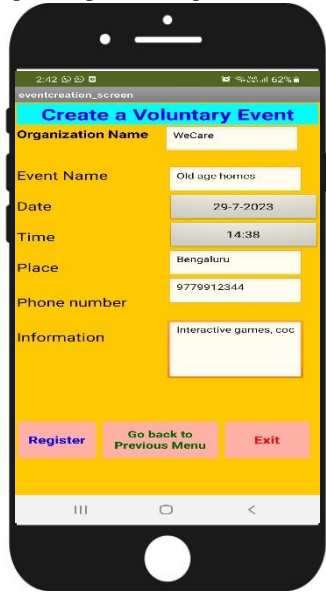 2:42 62%
eventcreation_screen
Create a Voluntary Event
Organization Name WeCare
Event Name Old age homes
Date 29-7-2023
Time 14:38
Place Bengaluru
Phone number 9779912344
Information Interactive games, coc
Register Go back to Previous Menu Exit